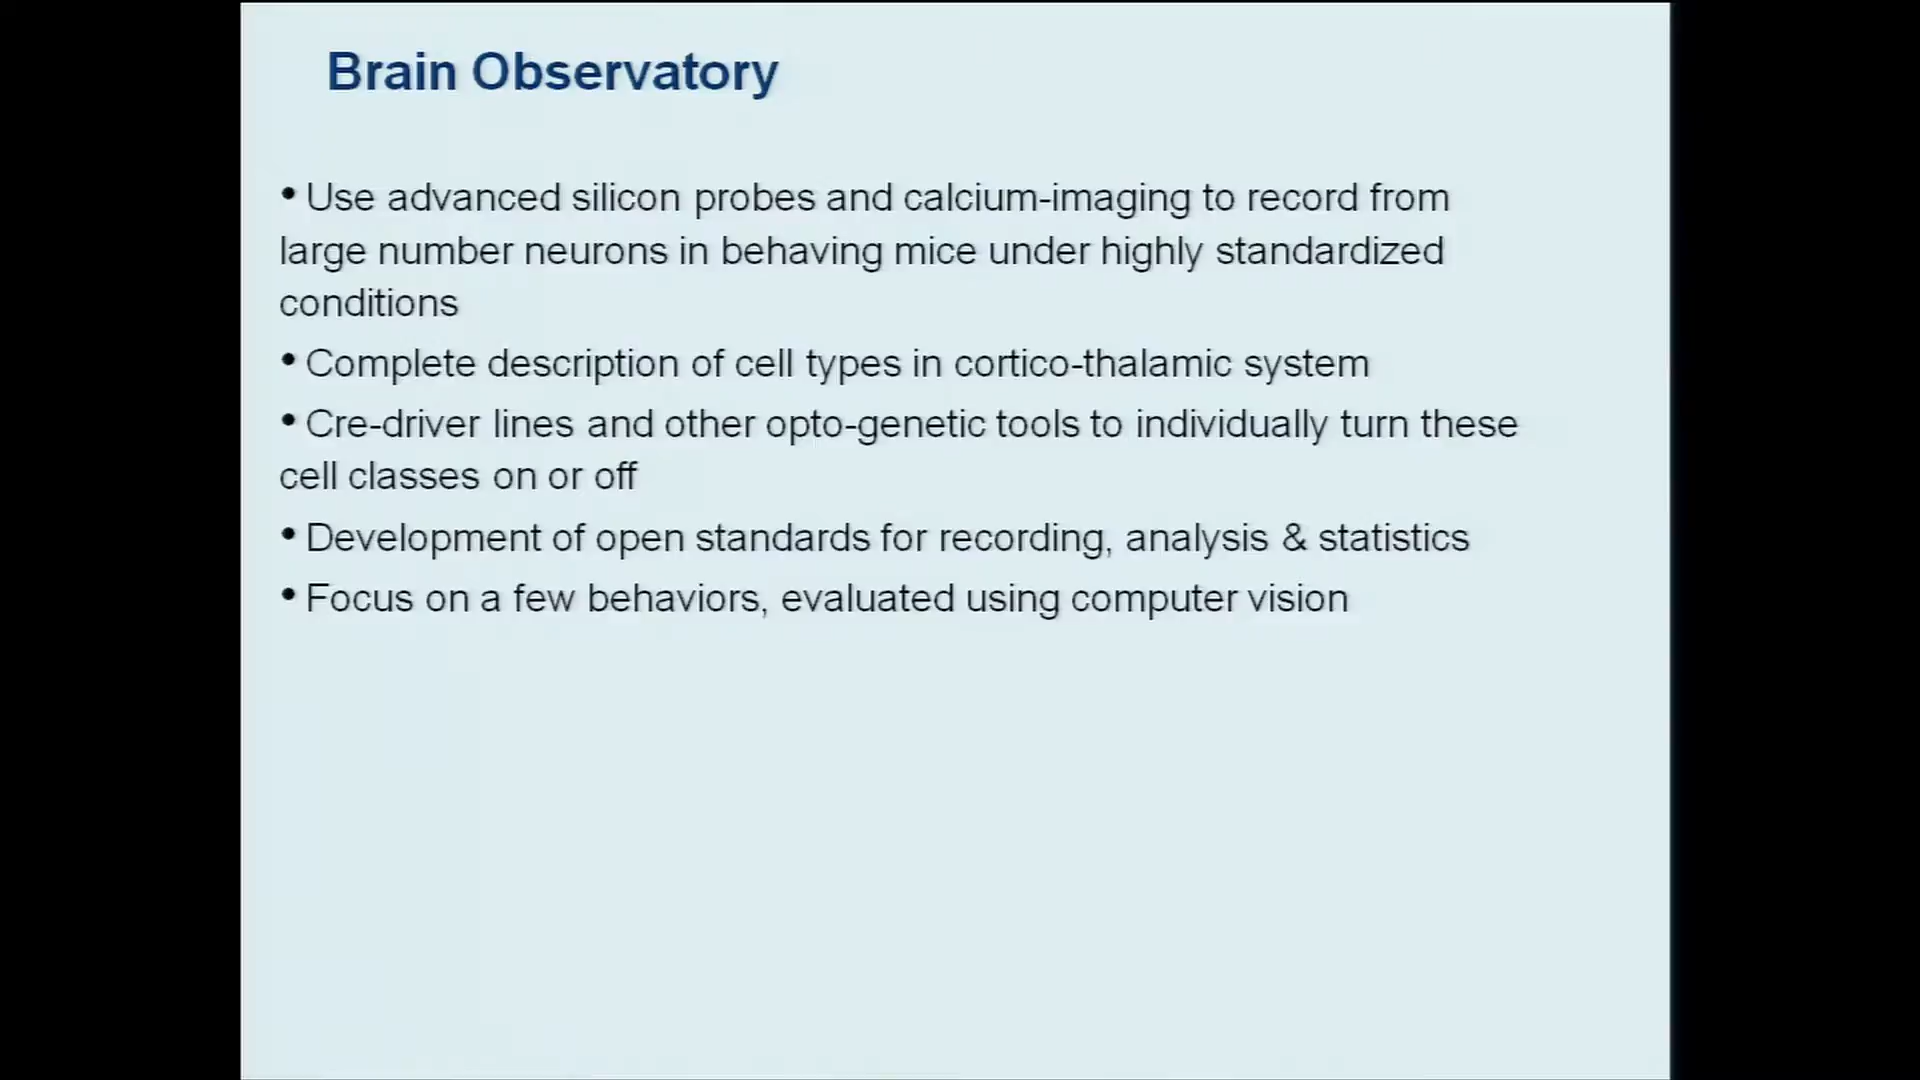 Brain Observatory
• Use advanced silicon probes and calcium-imaging to record from
large number neurons in behaving mice under highly standardized
conditions
• Complete description of cell types in cortico-thalamic system
• Cre-driver lines and other opto-genetic tools to individually turn these
cell classes on or off
• Development of open standards for recording, analysis & statistics
• Focus on a few behaviors, evaluated using computer vision